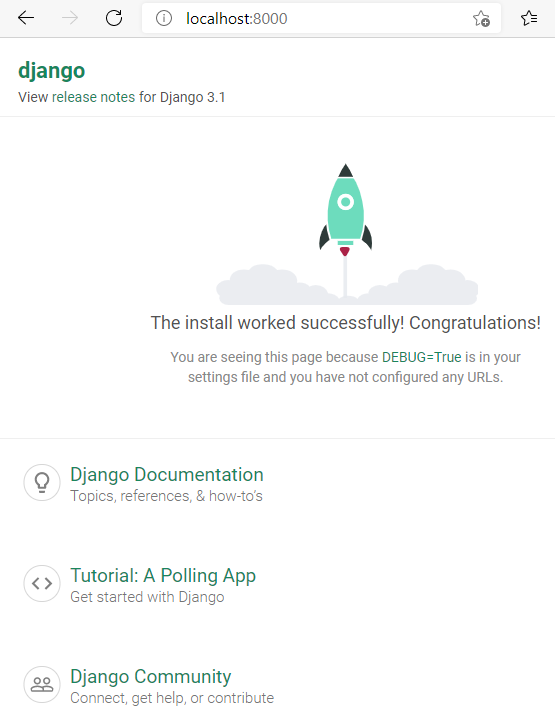 localhost:8000
django
View release notes for Django 3.1
The install worked successfully! Congratulations!
You are seeing this page because DEBUG=True is in your
settings file and you have not configured any URLs.
Django Documentation
Topics, references, & how-to's
Tutorial: A Polling App
Get started with Django
Django Community
Connect, get help, or contribute